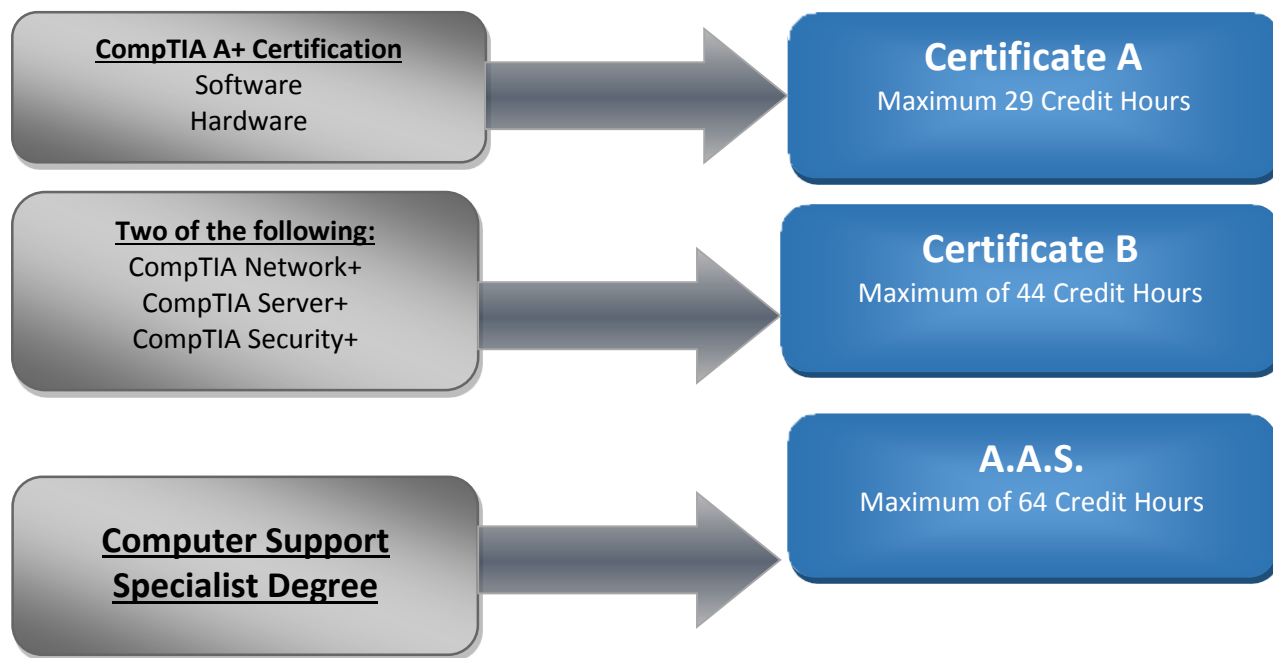 CompTIA A+ Certification
Software
Hardware
Certificate A
Maximum 29 Credit Hours
Two of the following:
CompTIA Network+
CompTIA Server+
CompTIA Security+
Certificate B
Maximum of 44 Credit Hours
Computer Support
Specialist Degree
A.A.S.
Maximum of 64 Credit Hours